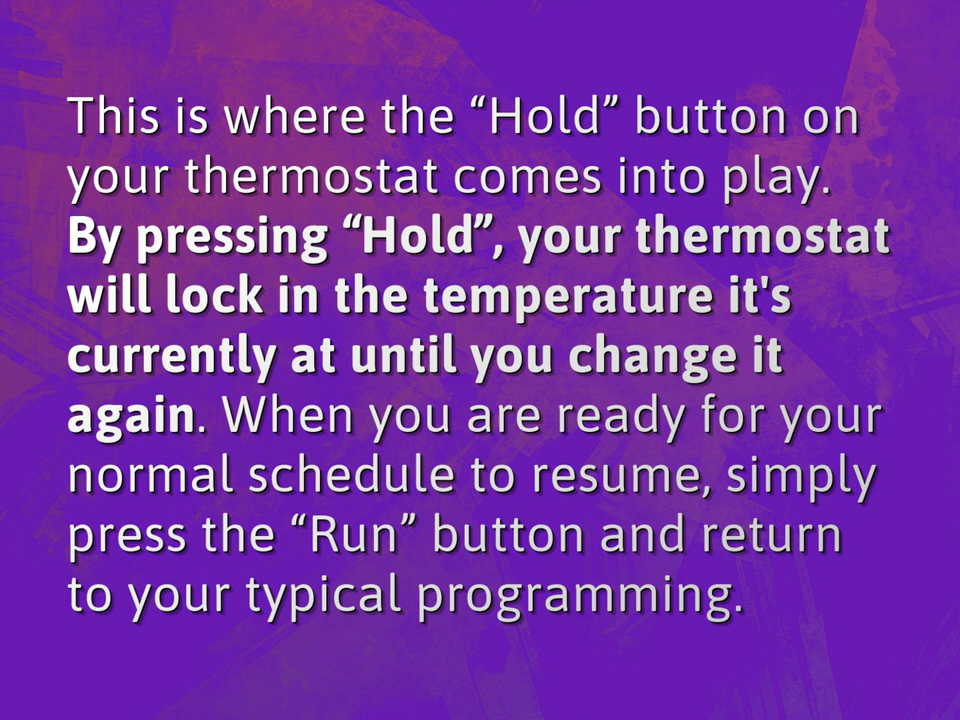 This is where the “Hold” button on
your thermostat comes into play.
By pressing “Hold”, your thermostat
will lock in the temperature it's
currently at until you change it
again. When you are ready for your
normal schedule to resume, simply
press the “Run” button and return
to your typical programming.